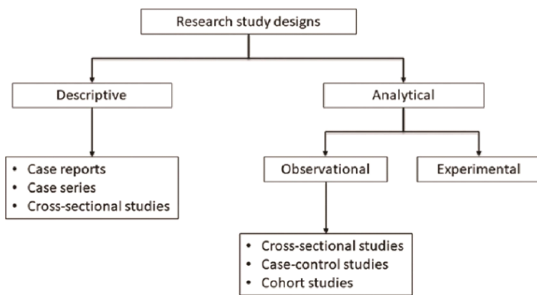 Research study designs
Descriptive
Analytical
• Case reports
• Case series
• Cross-sectional studies
Observational
Experimental
• Cross-sectional studies
• Case-control studies
• Cohort studies